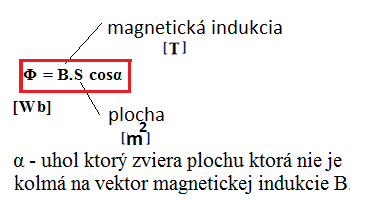 magnetická indukcia
[T]
Φ = B.S cosα
[Wb]
plocha
[m²]
α - uhol ktorý zviera plochu ktorá nie je
kolmá na vektor magnetickej indukcie B.